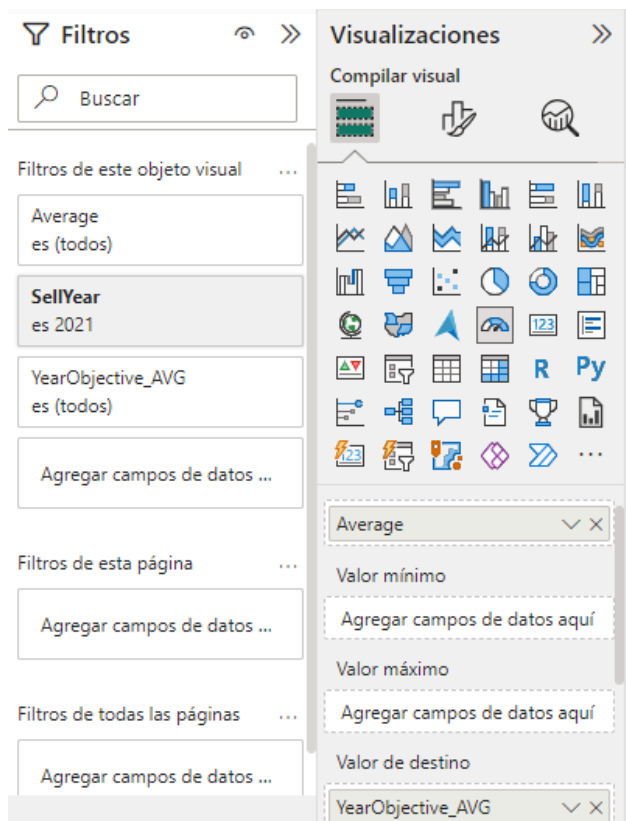 Filtros
Buscar
Filtros de este objeto visual ...
Average
es (todos)
SellYear
es 2021
YearObjective_AVG
es (todos)
Agregar campos de datos ...
Filtros de esta página ...
Agregar campos de datos ...
Filtros de todas las páginas ...
Agregar campos de datos ...
Visualizaciones
Compilar visual
123
R Py
123
...
Average
Valor mínimo
Agregar campos de datos aquí
Valor máximo
Agregar campos de datos aquí
Valor de destino
YearObjective_AVG